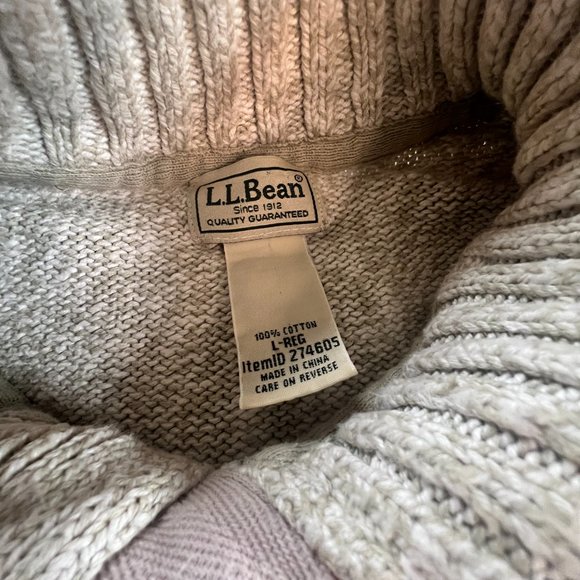 L.L.Bean®
Since 1912
QUALITY GUARANTEED
100% COTTON
L-REG
ItemID 274605
MADE IN CHINA
CARE ON REVERSE